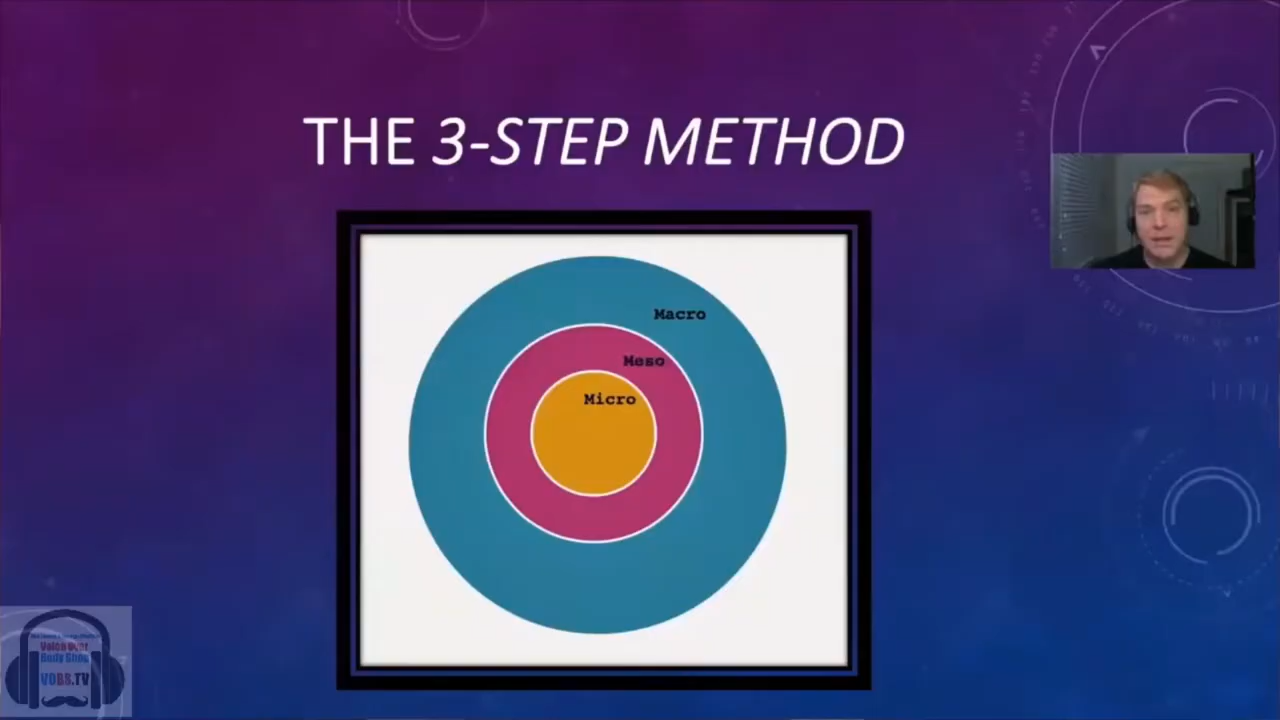 THE 3-STEP METHOD
Macro
Meso
Micro
Voice Over
Body Shop
VOBS.TV